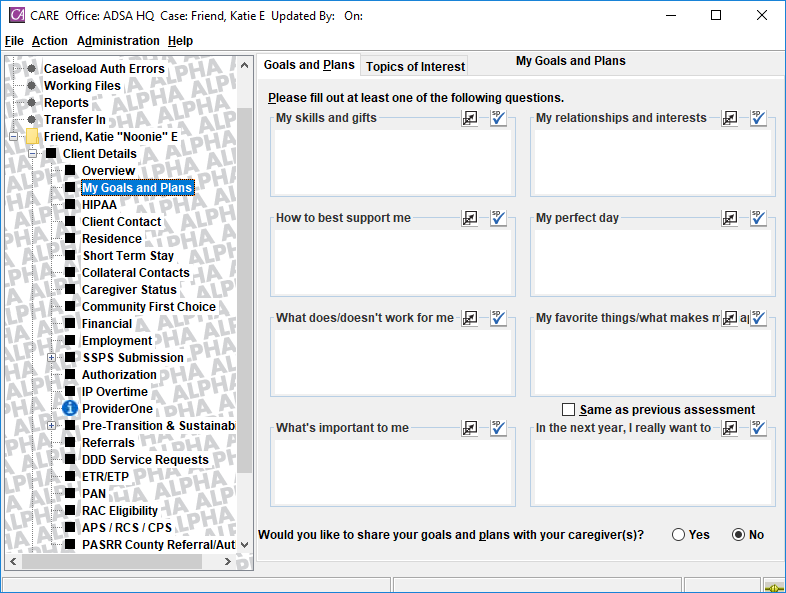 CARE Office: ADSA HQ Case: Friend, Katie E Updated By: On:
File Action Administration Help
Caseload Auth Errors
Working Files
Reports
Transfer In
Friend, Katie "Noonie" E
Client Details
Overview
My Goals and Plans
HIPAA
Client Contact
Residence
Short Term Stay
Collateral Contacts
Caregiver Status
Community First Choice
Financial
Employment
SSPS Submission
Authorization
IP Overtime
ProviderOne
Pre-Transition & Sustainab
Referrals
DDD Service Requests
ETR/ETP
PAN
RAC Eligibility
APS / RCS / CPS
PASRR County Referral/Aut
ALPHA
Goals and Plans Topics of Interest My Goals and Plans
Please fill out at least one of the following questions.
My skills and gifts My relationships and interests
How to best support me My perfect day
What does/doesn't work for me My favorite things/what makes m
Same as previous assessment
What's important to me In the next year, I really want to
Would you like to share your goals and plans with your caregiver(s)? Yes No